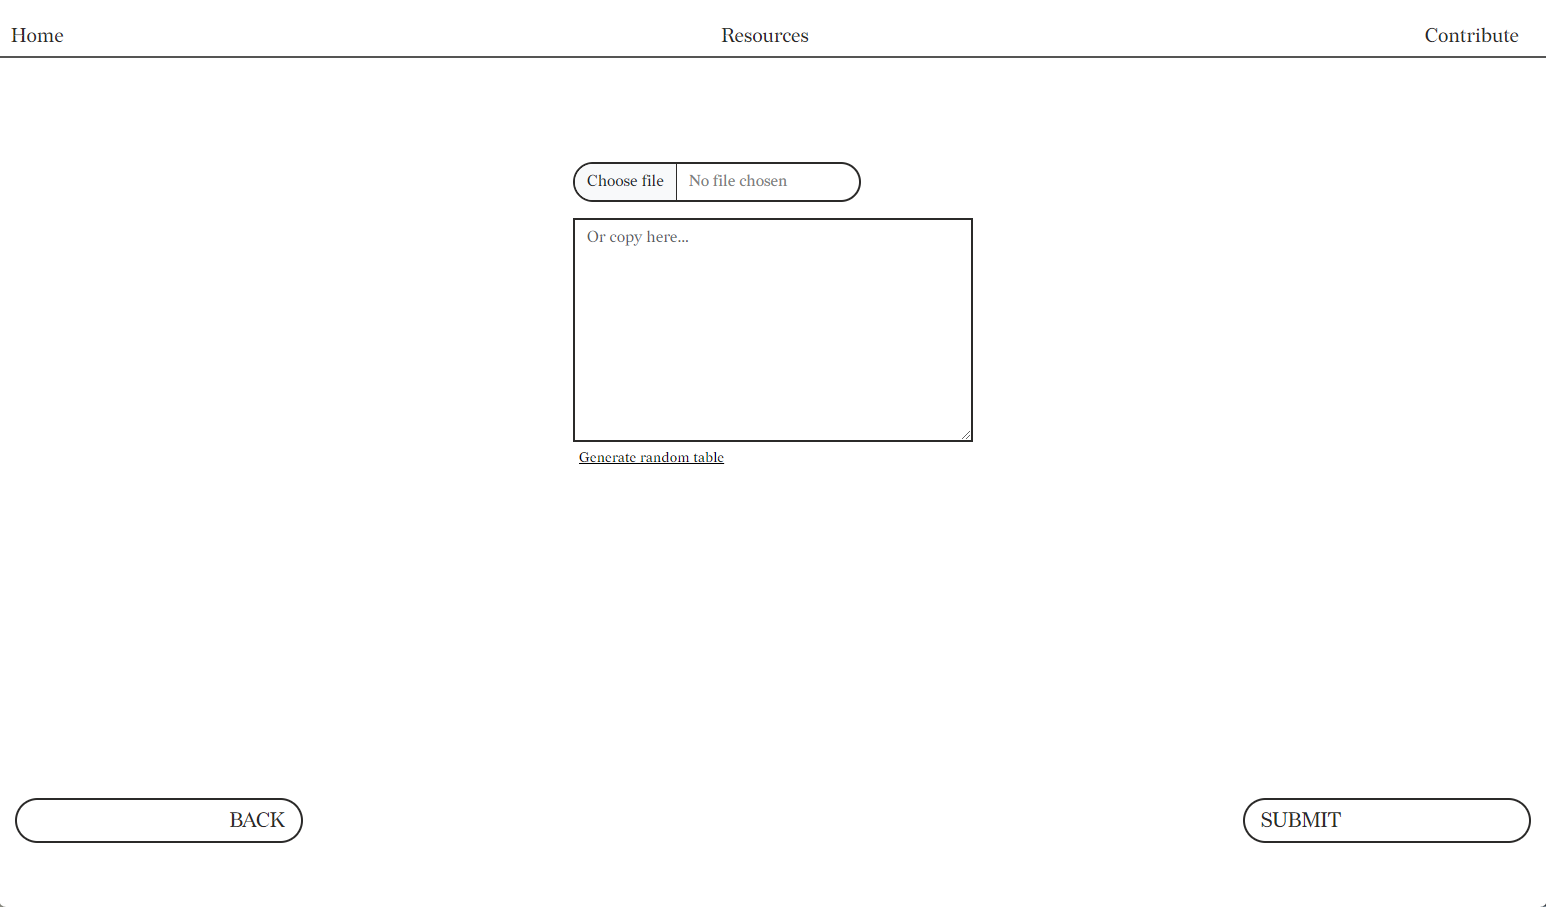 Home Resources Contribute
Choose file No file chosen
Or copy here...
Generate random table
BACK SUBMIT